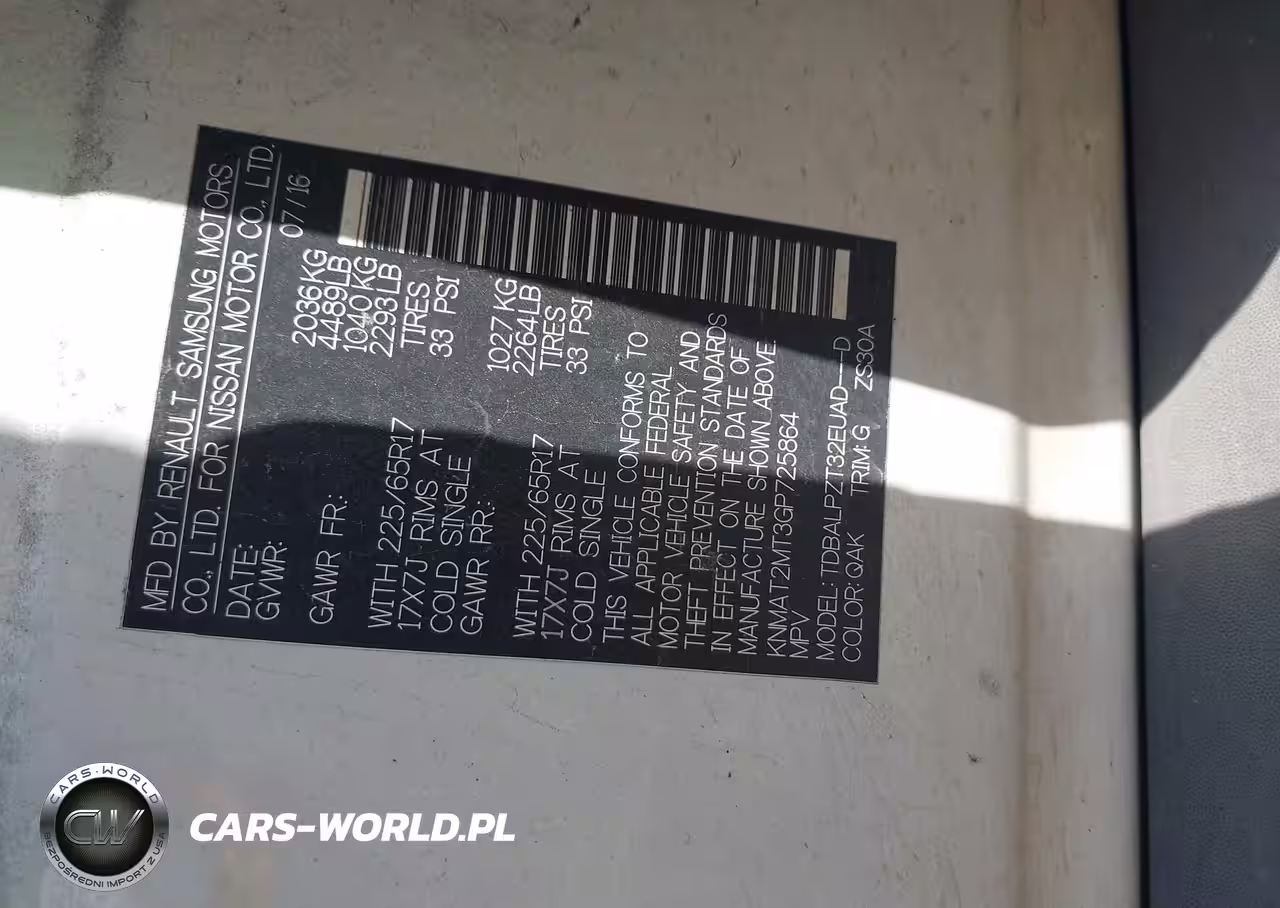 MFD BY RENAULT SAMSUNG MOTORS
CO., LTD. FOR NISSAN MOTOR CO., LTD.
DATE: 07/16
GVWR: 2036KG
4489LB
GAWR FR: 1040KG
2293LB
WITH 225/65R17 TIRES
17X7J RIMS AT 33 PSI
COLD SINGLE
GAWR RR: 1027KG
2264LB
WITH 225/65R17 TIRES
17X7J RIMS AT 33 PSI
COLD SINGLE
THIS VEHICLE CONFORMS TO
ALL APPLICABLE FEDERAL
MOTOR VEHICLE SAFETY AND
THEFT PREVENTION STANDARDS
IN EFFECT ON THE DATE OF
MANUFACTURE SHOWN ABOVE.
KNMAT2MT3GP725864
MPV
MODEL: TDBALPZT32EUAD---D
COLOR: QAK TRIM: G ZS30A
CARS-WORLD
CW
BEZPOŚREDNI IMPORT Z USA
CARS-WORLD.PL